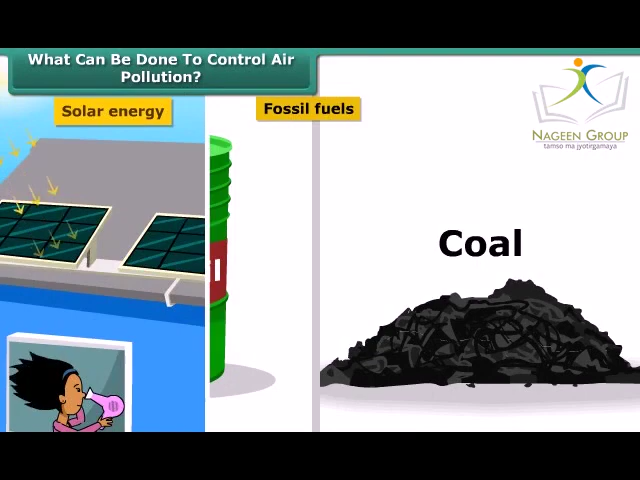 What Can Be Done To Control Air
Pollution?
Solar energy
Fossil fuels
NAGEEN GROUP
tamso ma jyotirgamaya
Coal